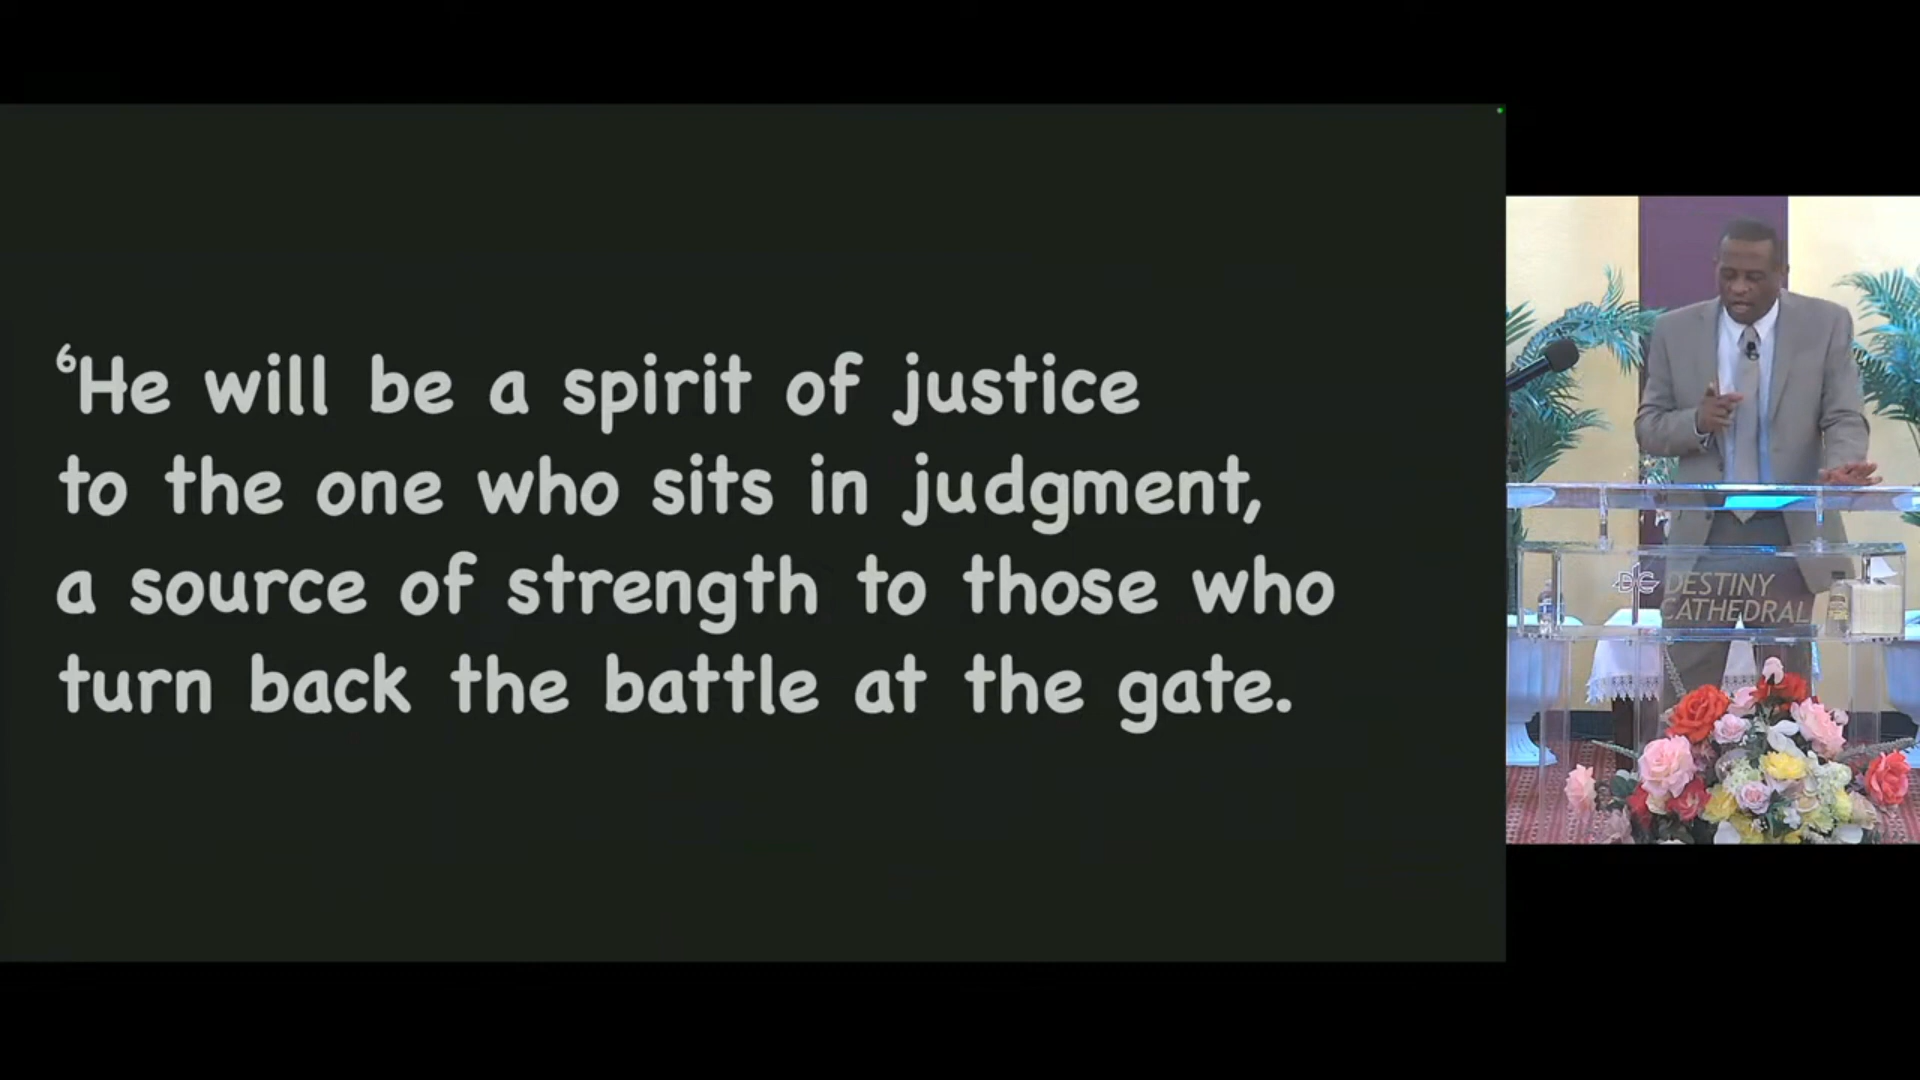 ⁶He will be a spirit of justice
to the one who sits in judgment,
a source of strength to those who
turn back the battle at the gate.
DC DESTINY
CATHEDRAL